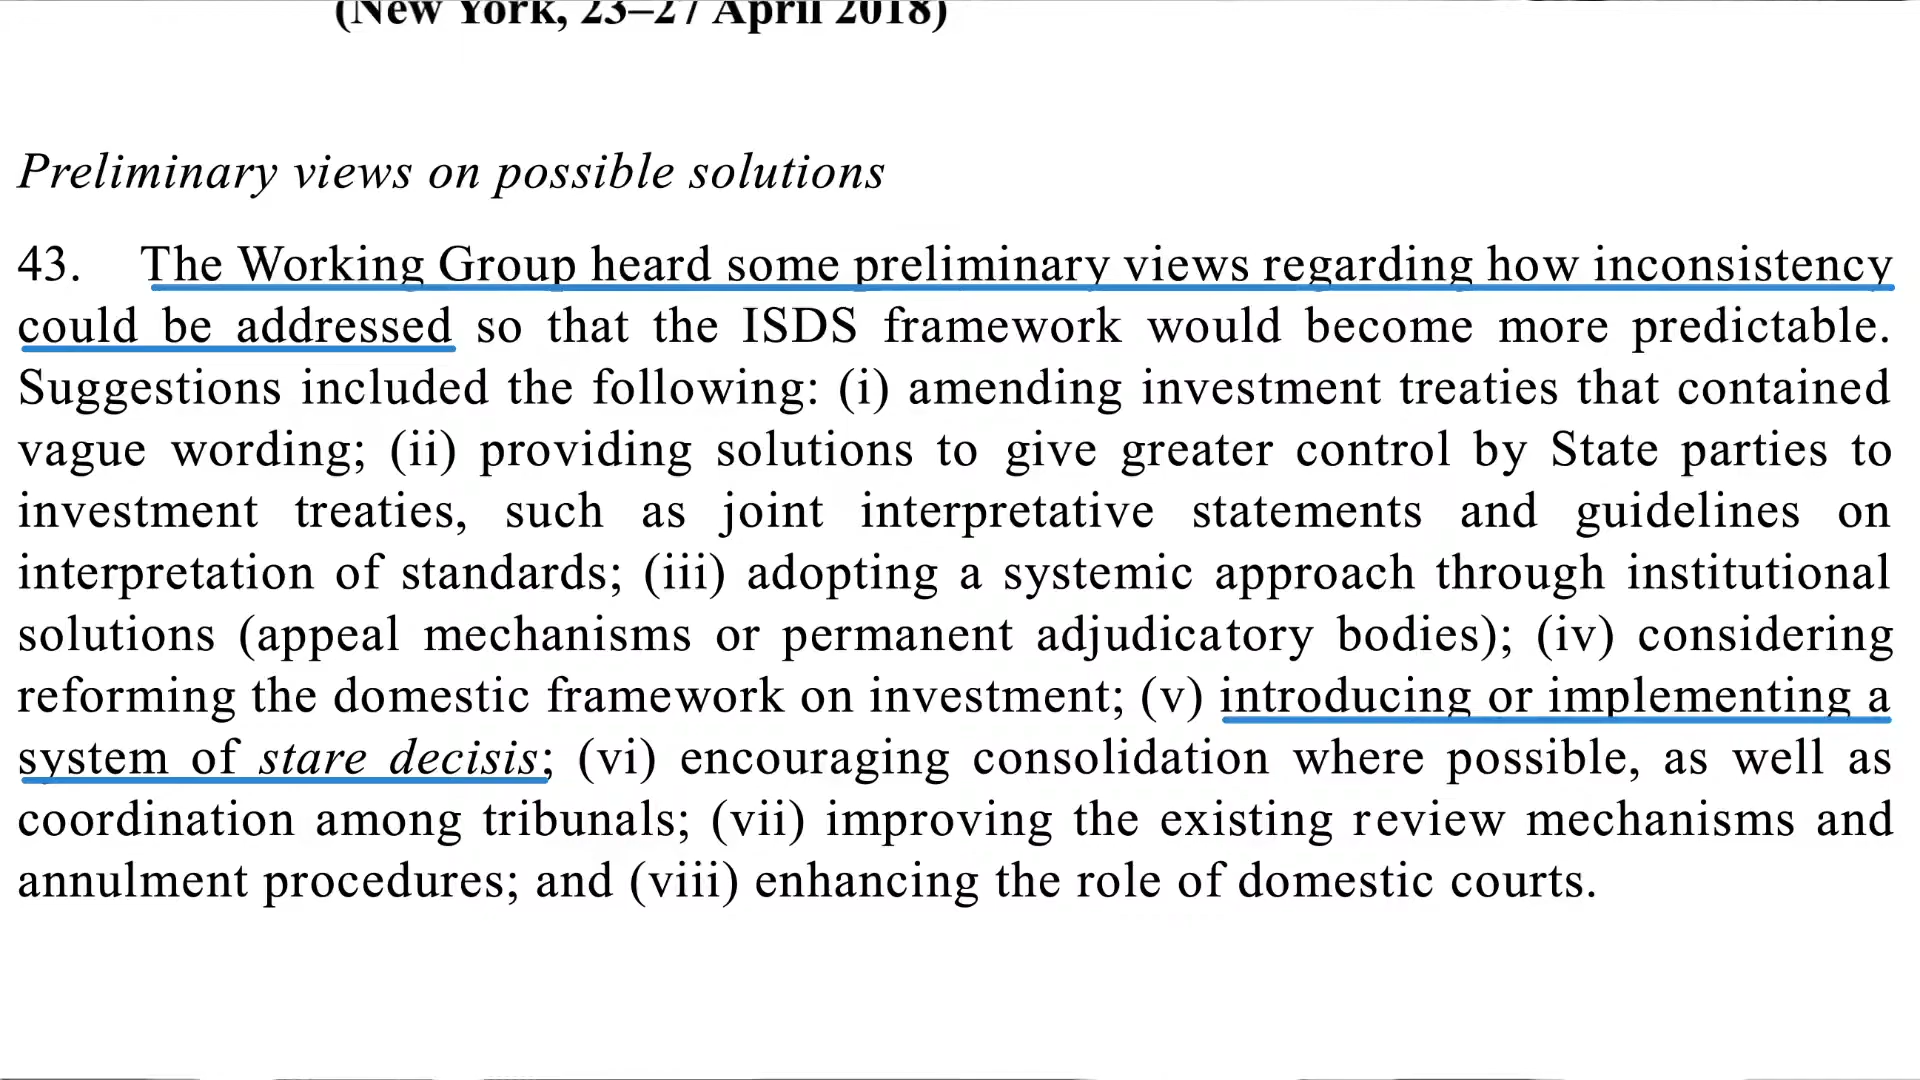 (New York, 23–27 April 2018)
Preliminary views on possible solutions
43. The Working Group heard some preliminary views regarding how inconsistency
could be addressed so that the ISDS framework would become more predictable.
Suggestions included the following: (i) amending investment treaties that contained
vague wording; (ii) providing solutions to give greater control by State parties to
investment treaties, such as joint interpretative statements and guidelines on
interpretation of standards; (iii) adopting a systemic approach through institutional
solutions (appeal mechanisms or permanent adjudicatory bodies); (iv) considering
reforming the domestic framework on investment; (v) introducing or implementing a
system of stare decisis; (vi) encouraging consolidation where possible, as well as
coordination among tribunals; (vii) improving the existing review mechanisms and
annulment procedures; and (viii) enhancing the role of domestic courts.